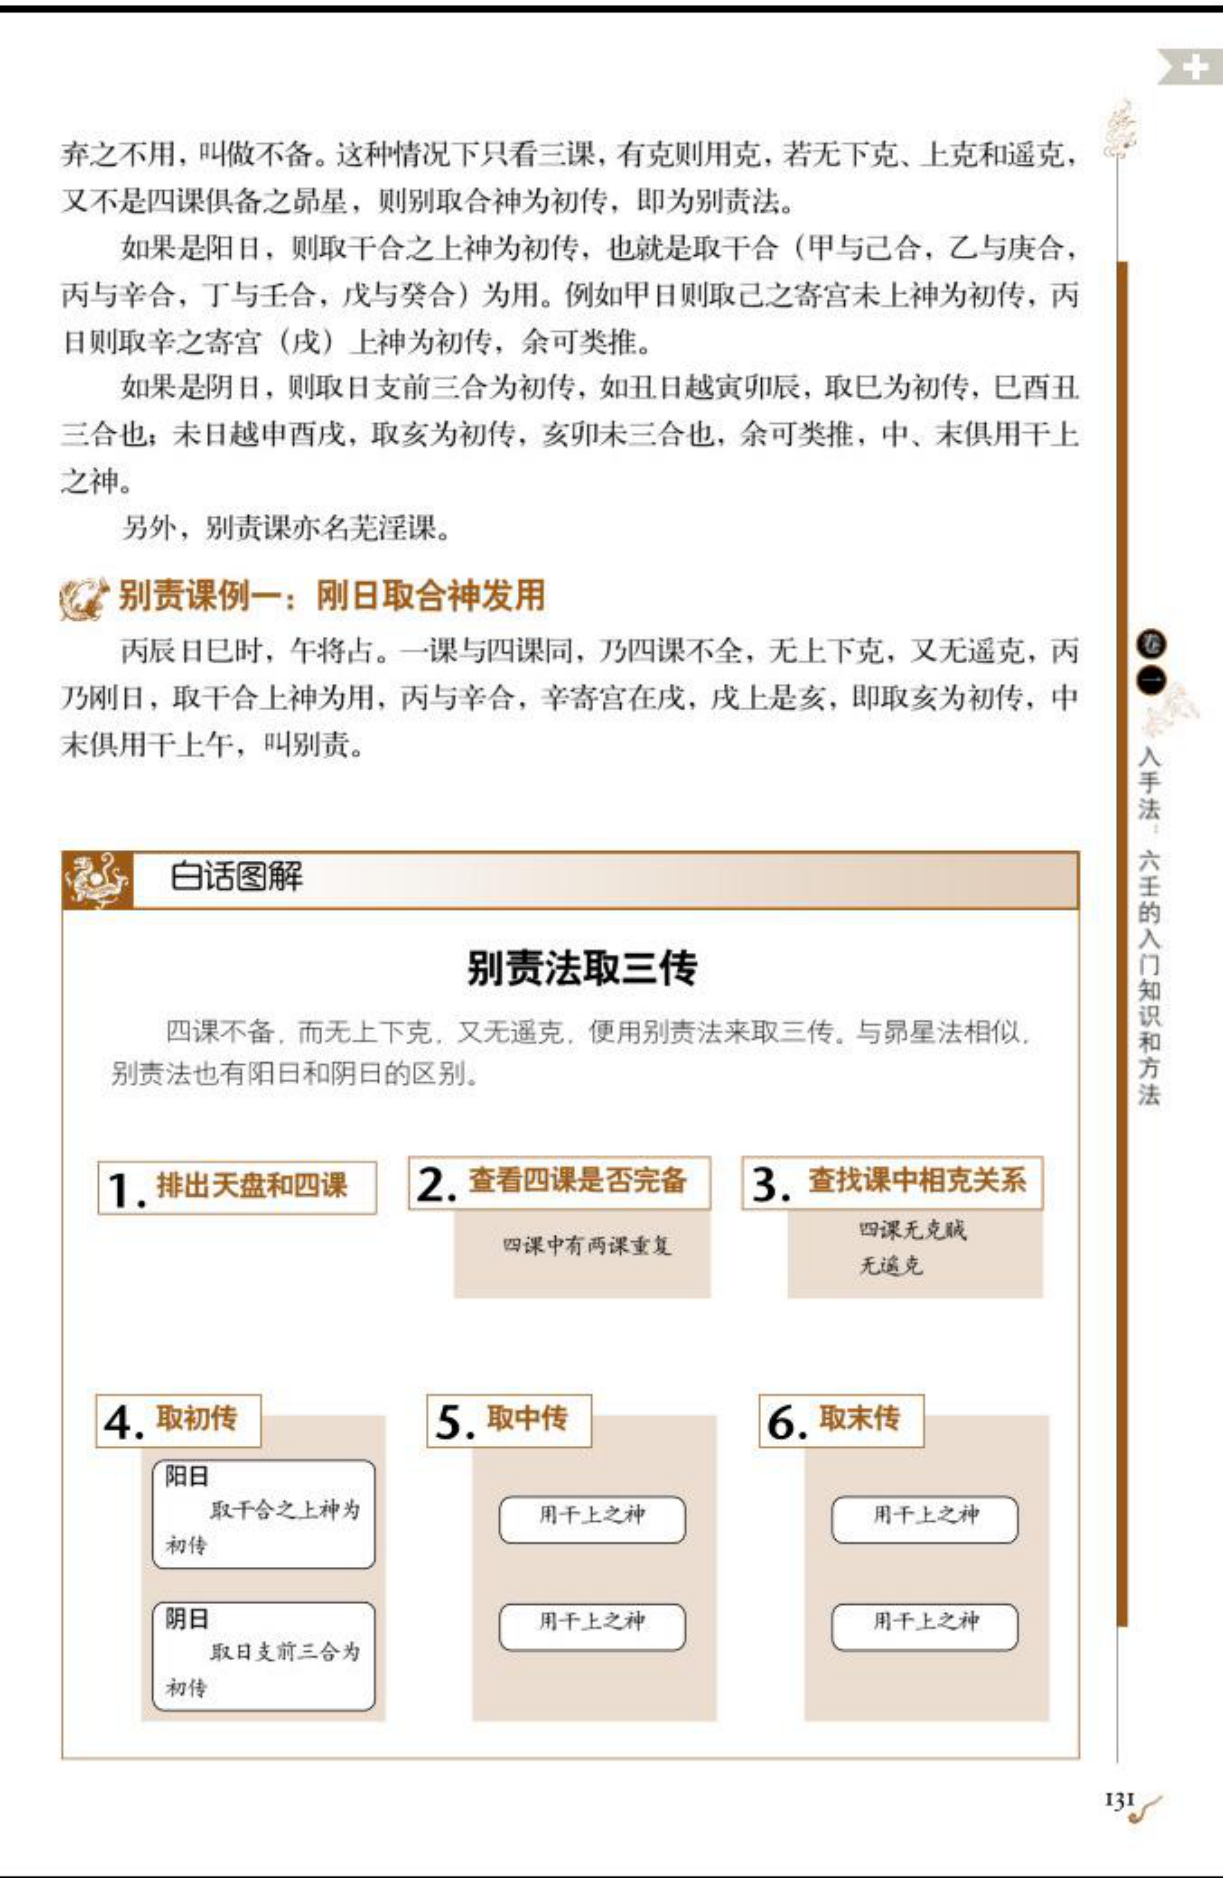 弃之不用，叫做不备。这种情况下只看三课，有克则用克，若无下克、上克和遥克，
又不是四课俱备之昴星，则别取合神为初传，即为别责法。
如果是阳日，则取干合之上神为初传，也就是取干合（甲与己合，乙与庚合，
丙与辛合，丁与壬合，戊与癸合）为用。例如甲日则取己之寄宫未上神为初传，丙
日则取辛之寄宫（戌）上神为初传，余可类推。
如果是阴日，则取日支前三合为初传，如丑日越寅卯辰，取巳为初传，巳酉丑
三合也；未日越申酉戌，取亥为初传，亥卯未三合也，余可类推，中、末俱用干上
之神。
另外，别责课亦名芜淫课。
别责课例一：刚日取合神发用
丙辰日巳时，午将占。一课与四课同，乃四课不全，无上下克，又无遥克，丙
乃刚日，取干合上神为用，丙与辛合，辛寄宫在戌，戌上是亥，即取亥为初传，中
末俱用干上午，叫别责。
白话图解
别责法取三传
四课不备，而无上下克，又无遥克，便用别责法来取三传。与昴星法相似，
别责法也有阳日和阴日的区别。
1. 排出天盘和四课
2. 查看四课是否完备
四课中有两课重复
3. 查找课中相克关系
四课无克贼
无遥克
4. 取初传
阳日
取干合之上神为
初传
阴日
取日支前三合为
初传
5. 取中传
用干上之神
用干上之神
6. 取末传
用干上之神
用干上之神
卷一
入手法：六壬的入门知识和方法
131